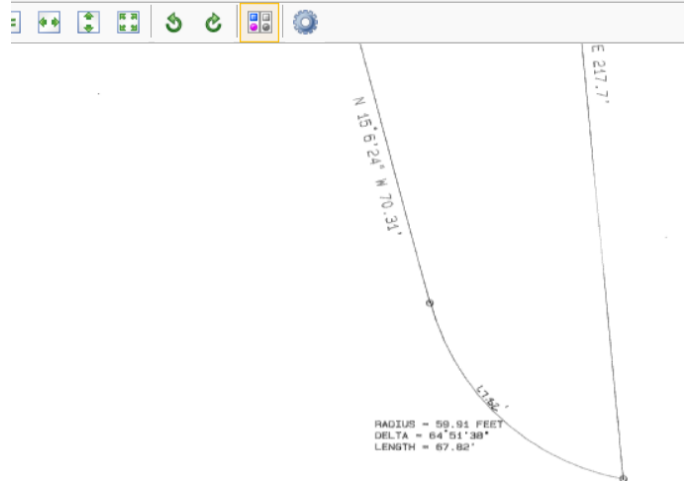 E 217.7'
N 15°6'24" W 70.31'
67.82'
RADIUS = 59.91 FEET
DELTA = 64°51'38"
LENGTH = 67.82'